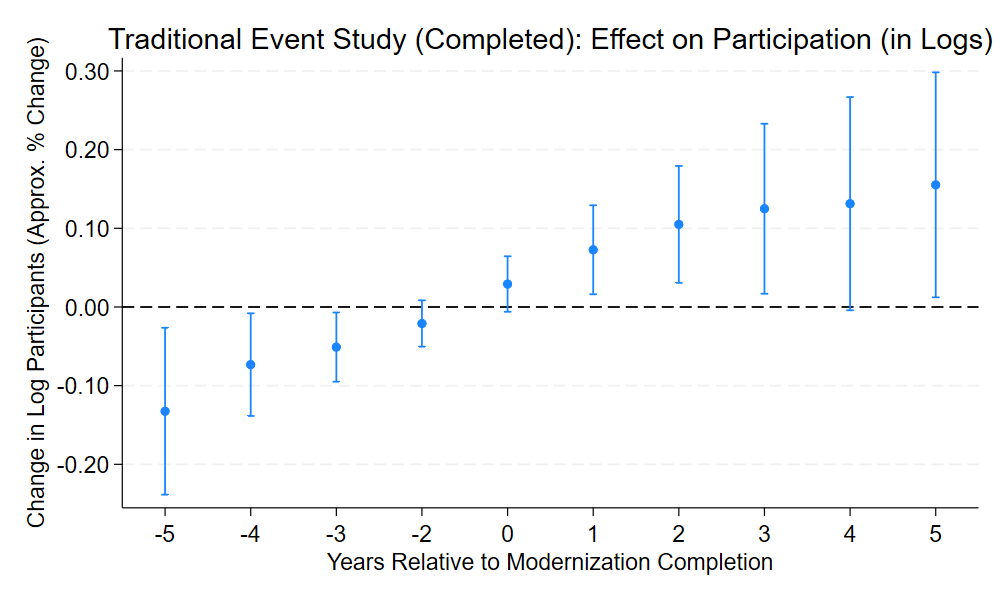 Traditional Event Study (Completed): Effect on Participation (in Logs)
Change in Log Participants (Approx. % Change)
0.30
0.20
0.10
0.00
-0.10
-0.20
-5 -4 -3 -2 0 1 2 3 4 5
Years Relative to Modernization Completion